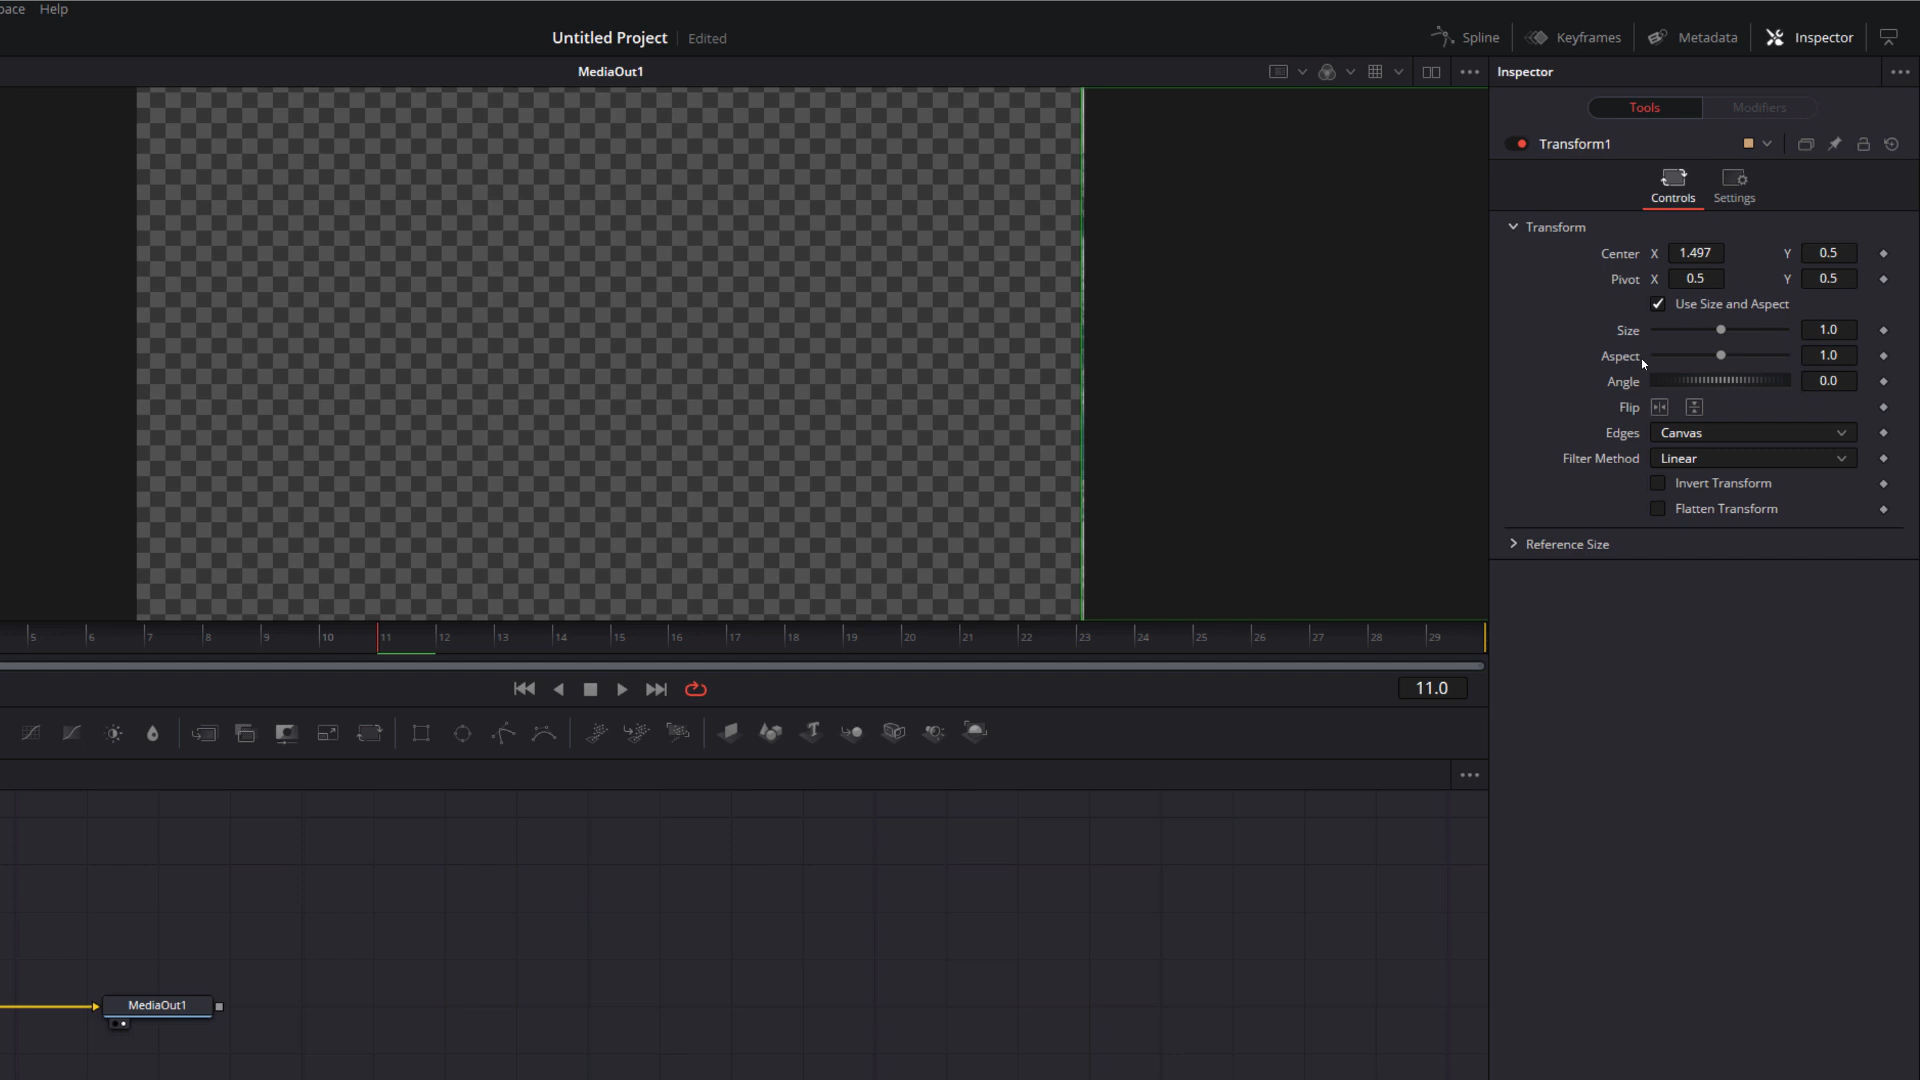 pace Help
Untitled Project Edited
Spline Keyframes Metadata Inspector
MediaOut1
Inspector
Tools Modifiers
Transform1
Controls Settings
Transform
Center X 1.497 Y 0.5
Pivot X 0.5 Y 0.5
Use Size and Aspect
Size 1.0
Aspect 1.0
Angle 0.0
Flip
Edges Canvas
Filter Method Linear
Invert Transform
Flatten Transform
Reference Size
5 6 7 8 9 10 11 12 13 14 15 16 17 18 19 20 21 22 23 24 25 26 27 28 29
11.0
MediaOut1